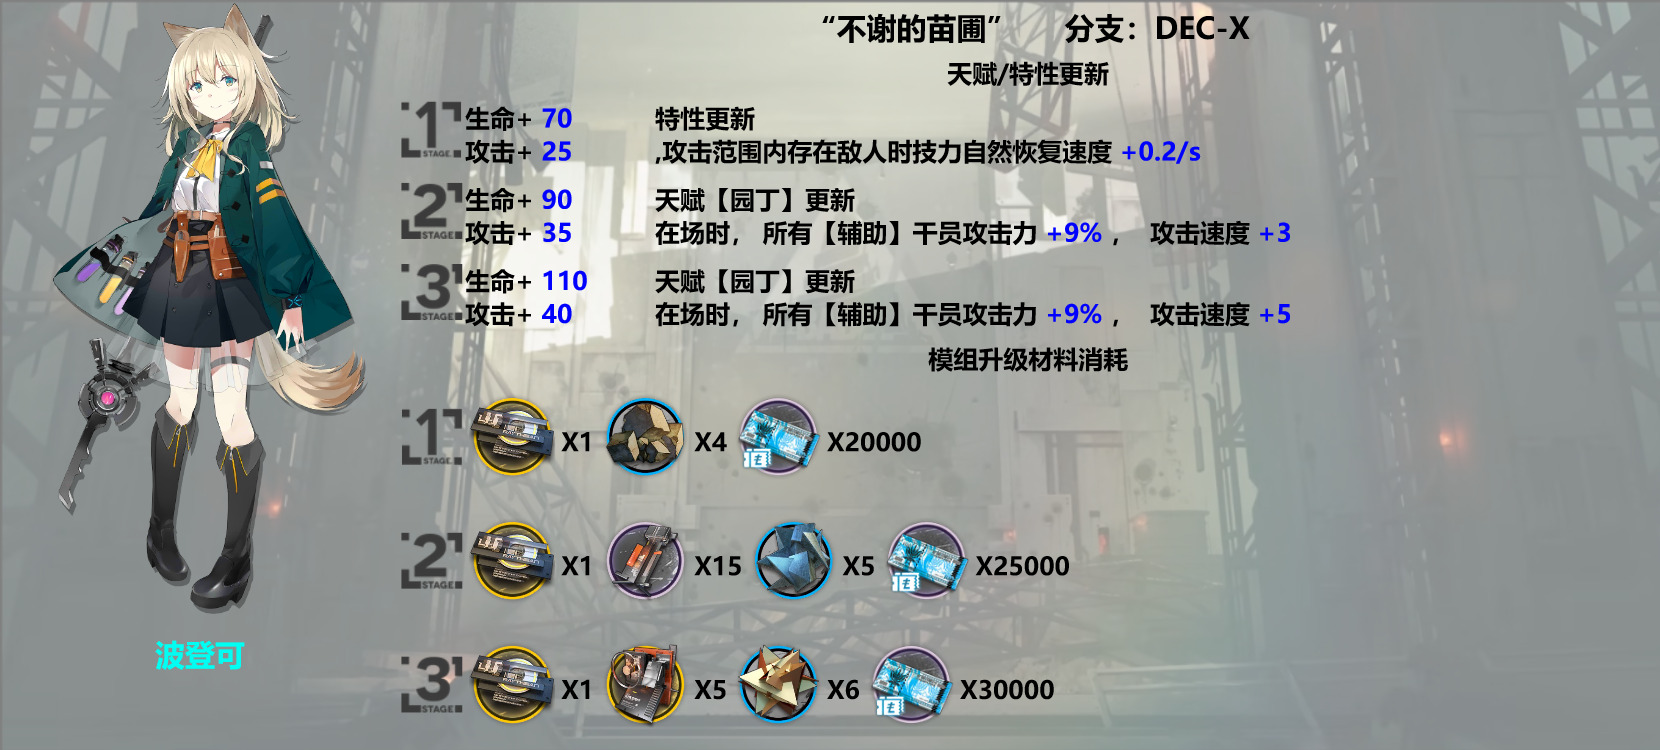 “不谢的苗圃” 分支：DEC-X
天赋/特性更新
1 STAGE.
生命+ 70 特性更新
攻击+ 25 ,攻击范围内存在敌人时技力自然恢复速度 +0.2/s
2 STAGE.
生命+ 90 天赋【园丁】更新
攻击+ 35 在场时， 所有【辅助】干员攻击力 +9% ， 攻击速度 +3
3 STAGE.
生命+ 110 天赋【园丁】更新
攻击+ 40 在场时， 所有【辅助】干员攻击力 +9% ， 攻击速度 +5
模组升级材料消耗
1 STAGE. X1 X4 X20000
2 STAGE. X1 X15 X5 X25000
3 STAGE. X1 X5 X6 X30000
波登可